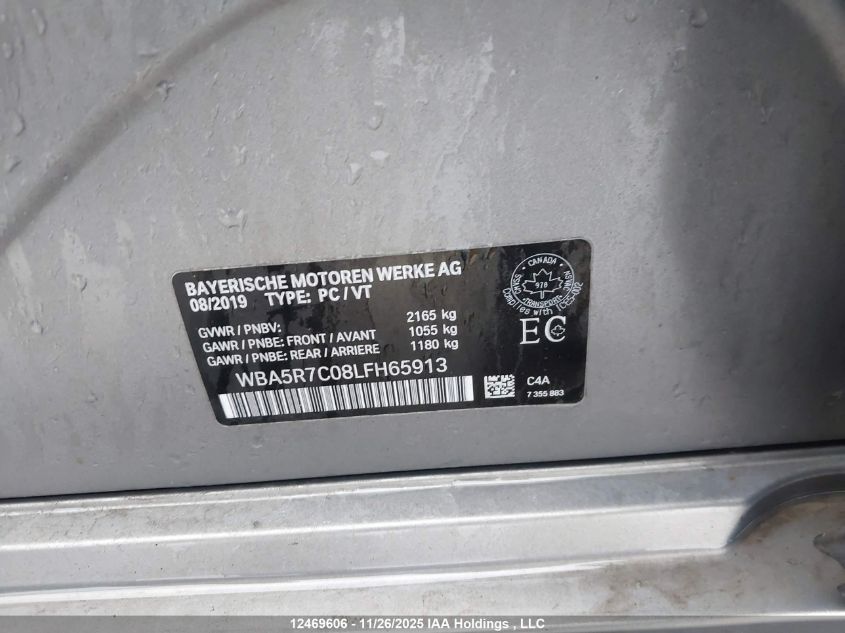 BAYERISCHE MOTOREN WERKE AG
08/2019 TYPE: PC / VT
GVWR / PNBV: 2165 kg
GAWR / PNBE: FRONT / AVANT 1055 kg
GAWR / PNBE: REAR / ARRIERE 1180 kg
WBA5R7C08LFH65913
CANADA
978
TRANSPORT
EC
C4A
7 355 883
12469606 - 11/26/2025 IAA Holdings , LLC